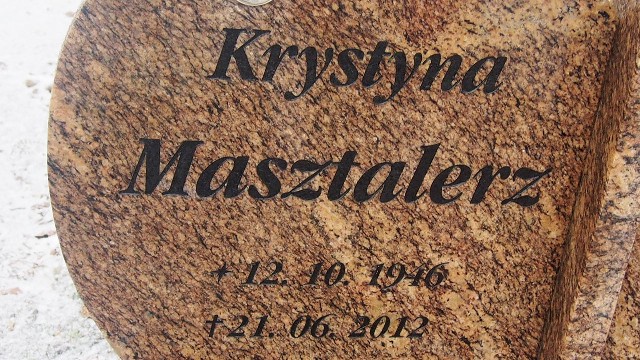 Krystyna
Masztalerz
* 12. 10. 1946
† 21. 06. 2012